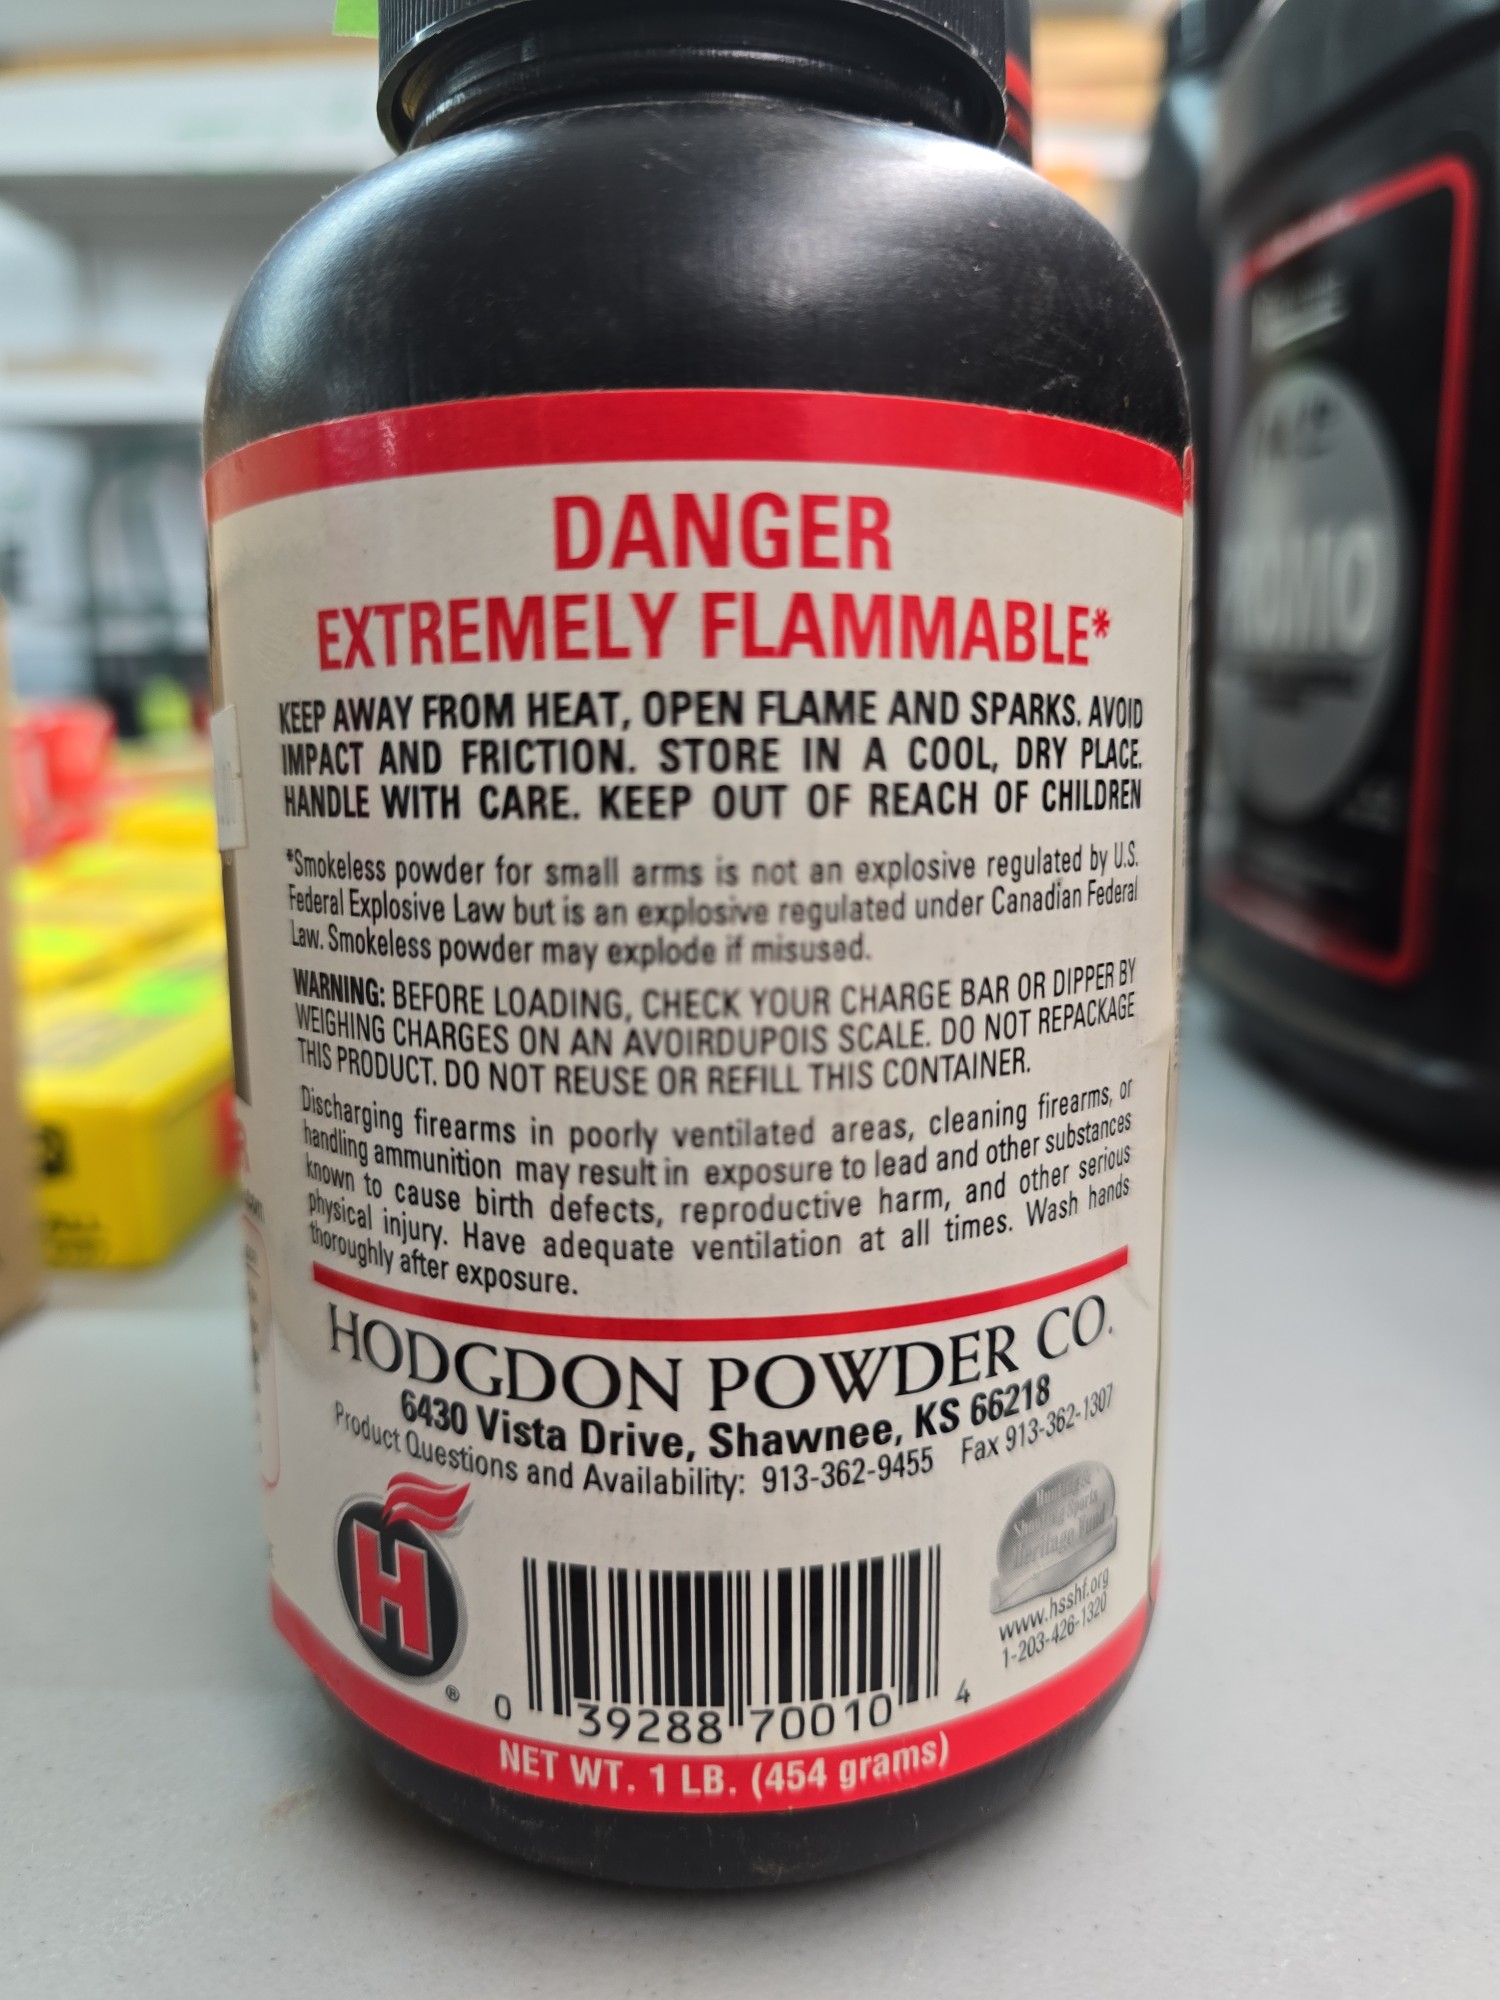 DANGER
EXTREMELY FLAMMABLE*
KEEP AWAY FROM HEAT, OPEN FLAME AND SPARKS. AVOID
IMPACT AND FRICTION. STORE IN A COOL, DRY PLACE.
HANDLE WITH CARE. KEEP OUT OF REACH OF CHILDREN
*Smokeless powder for small arms is not an explosive regulated by U.S.
Federal Explosive Law but is an explosive regulated under Canadian Federal
Law. Smokeless powder may explode if misused.
WARNING: BEFORE LOADING, CHECK YOUR CHARGE BAR OR DIPPER BY
WEIGHING CHARGES ON AN AVOIRDUPOIS SCALE. DO NOT REPACKAGE
THIS PRODUCT. DO NOT REUSE OR REFILL THIS CONTAINER.
Discharging firearms in poorly ventilated areas, cleaning firearms, or
handling ammunition may result in exposure to lead and other substances
known to cause birth defects, reproductive harm, and other serious
physical injury. Have adequate ventilation at all times. Wash hands
thoroughly after exposure.
HODGDON POWDER CO.
6430 Vista Drive, Shawnee, KS 66218
Product Questions and Availability: 913-362-9455 Fax 913-362-1307
H
®
Hunting &
Shooting Sports
Heritage Fund
www.hsshf.org
1-203-426-1320
0 39288 70010 4
NET WT. 1 LB. (454 grams)